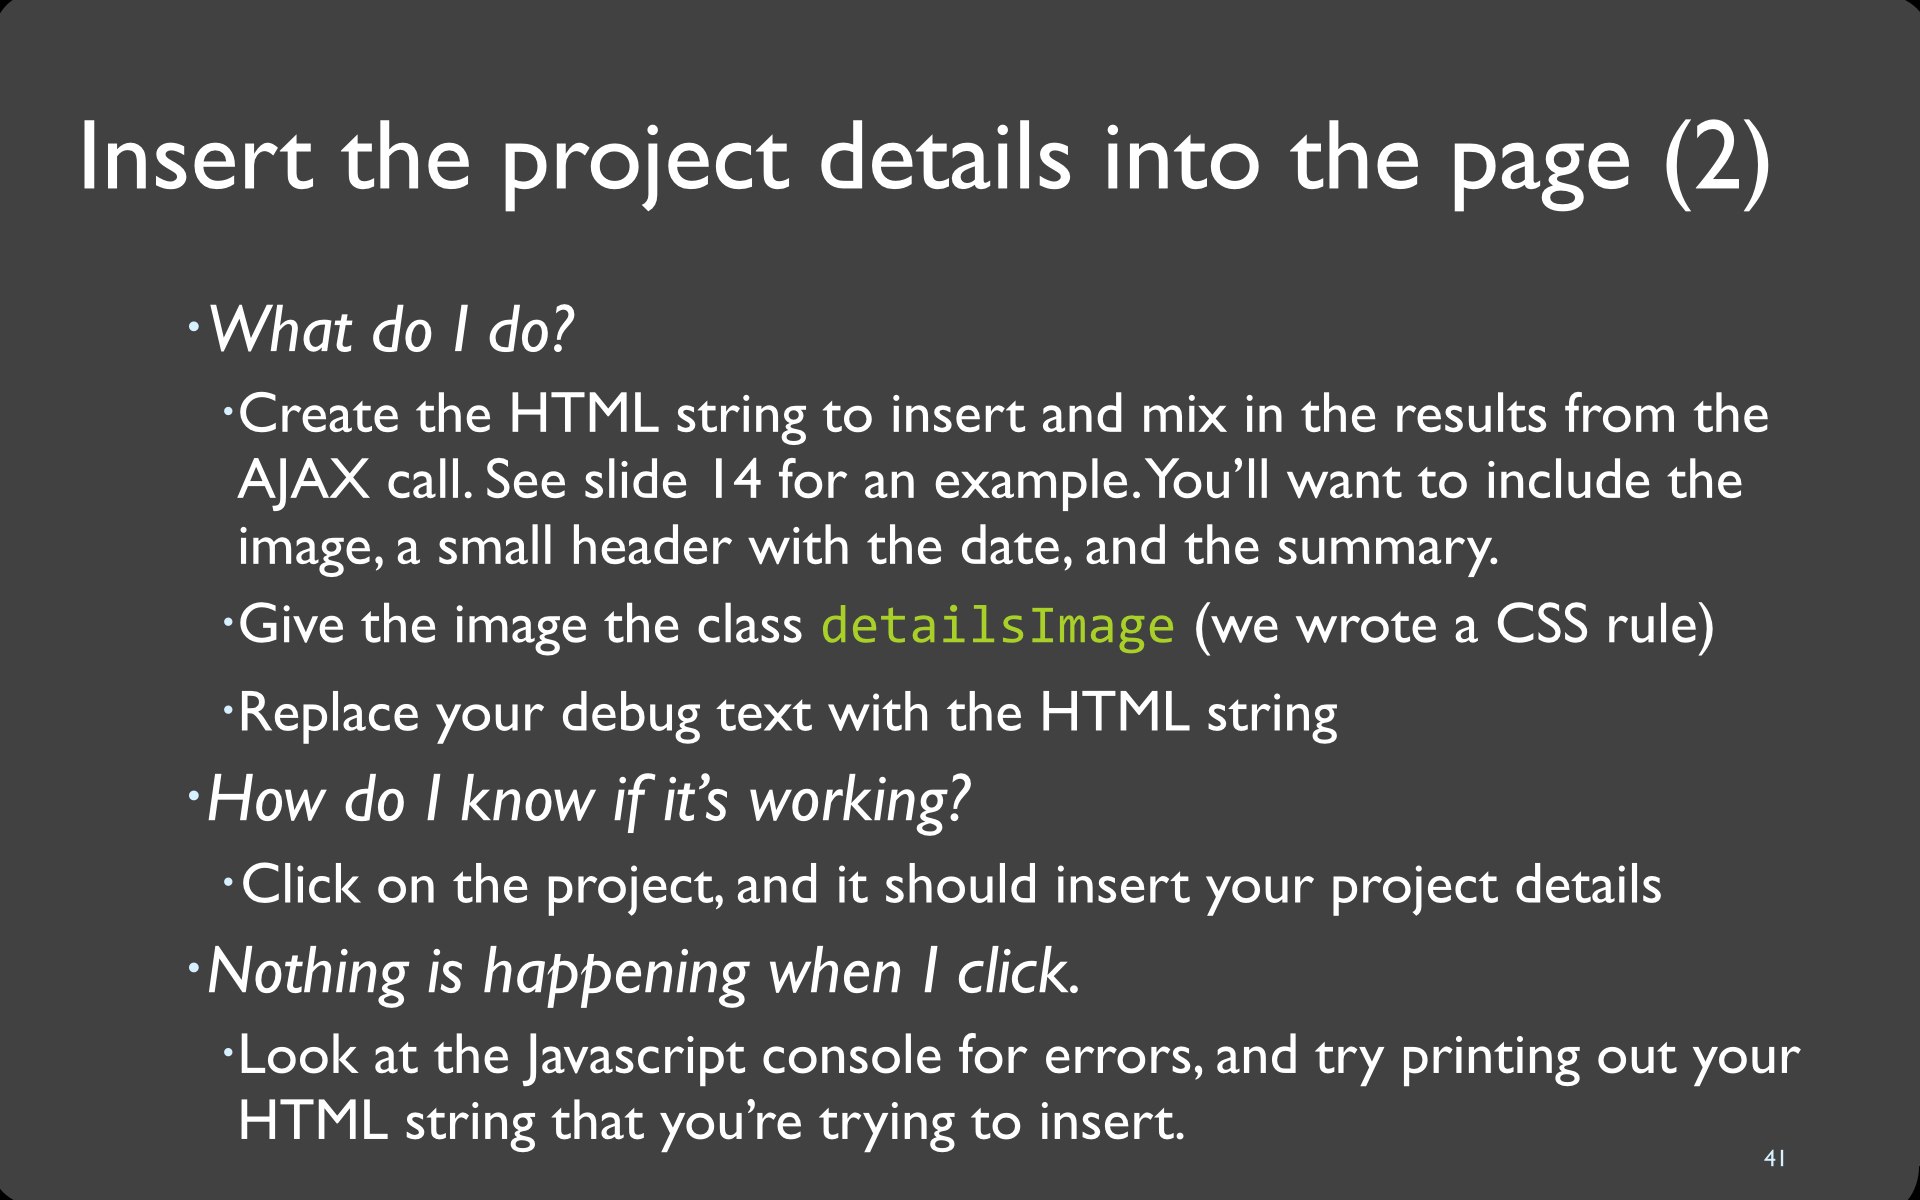 Insert the project details into the page (2)
·What do I do?
·Create the HTML string to insert and mix in the results from the
AJAX call. See slide 14 for an example. You’ll want to include the
image, a small header with the date, and the summary.
·Give the image the class detailsImage (we wrote a CSS rule)
·Replace your debug text with the HTML string
·How do I know if it’s working?
·Click on the project, and it should insert your project details
·Nothing is happening when I click.
·Look at the Javascript console for errors, and try printing out your
HTML string that you’re trying to insert.
41